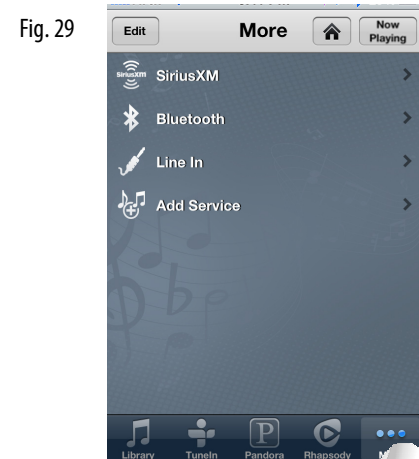 Fig. 29
Edit
More
Now
Playing
SiriusXM
SiriusXM
Bluetooth
Line In
Add Service
Library
TuneIn
Pandora
Rhapsody